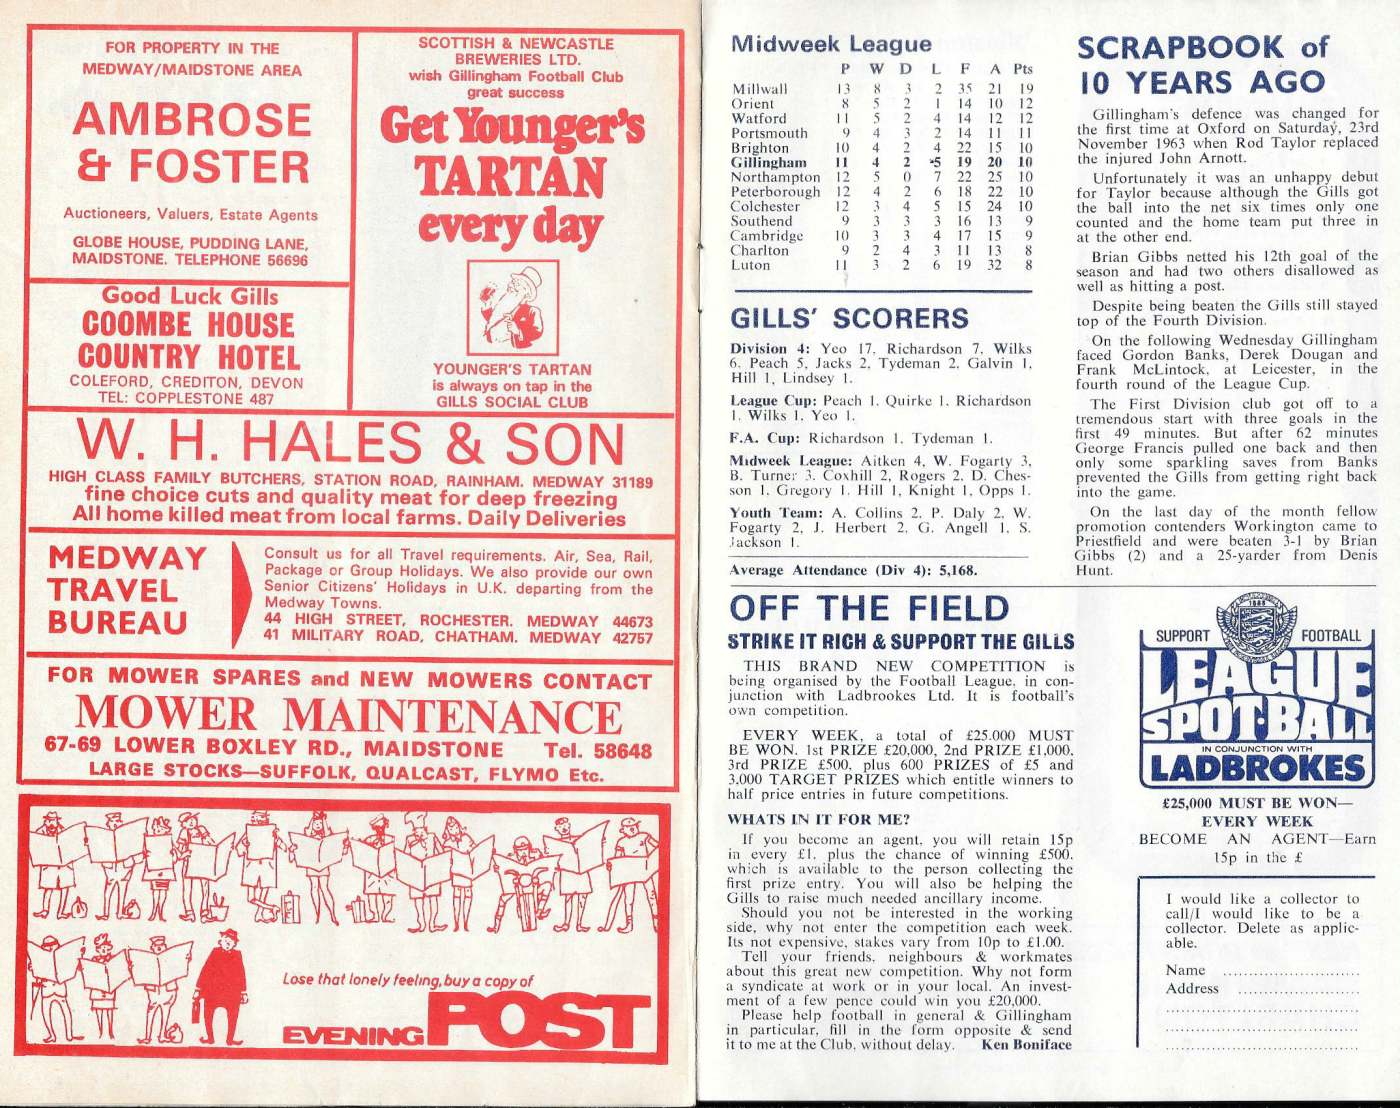 FOR PROPERTY IN THE
MEDWAY/MAIDSTONE AREA
AMBROSE
& FOSTER
Auctioneers, Valuers, Estate Agents
GLOBE HOUSE, PUDDING LANE,
MAIDSTONE. TELEPHONE 56696
Good Luck Gills
COOMBE HOUSE
COUNTRY HOTEL
COLEFORD, CREDITON, DEVON
TEL: COPPLESTONE 487
SCOTTISH & NEWCASTLE
BREWERIES LTD.
wish Gillingham Football Club
great success
Get Younger's
TARTAN
every day
YOUNGER'S TARTAN
is always on tap in the
GILLS SOCIAL CLUB
W. H. HALES & SON
HIGH CLASS FAMILY BUTCHERS, STATION ROAD, RAINHAM. MEDWAY 31189
fine choice cuts and quality meat for deep freezing
All home killed meat from local farms. Daily Deliveries
MEDWAY
TRAVEL
BUREAU
Consult us for all Travel requirements. Air, Sea, Rail,
Package or Group Holidays. We also provide our own
Senior Citizens' Holidays in U.K. departing from the
Medway Towns.
44 HIGH STREET, ROCHESTER. MEDWAY 44673
41 MILITARY ROAD, CHATHAM. MEDWAY 42757
FOR MOWER SPARES and NEW MOWERS CONTACT
MOWER MAINTENANCE
67-69 LOWER BOXLEY RD., MAIDSTONE Tel. 58648
LARGE STOCKS—SUFFOLK, QUALCAST, FLYMO Etc.
Lose that lonely feeling, buy a copy of
EVENING POST
Midweek League
P W D L F A Pts
Millwall 13 8 3 2 35 21 19
Orient 8 5 2 1 14 10 12
Watford 11 5 2 4 14 12 12
Portsmouth 9 4 3 2 14 11 11
Brighton 10 4 2 4 22 15 10
Gillingham 11 4 2 5 19 20 10
Northampton 12 5 0 7 22 25 10
Peterborough 12 4 2 6 18 22 10
Colchester 12 3 4 5 15 24 10
Southend 9 3 3 3 16 13 9
Cambridge 10 3 3 4 17 15 9
Charlton 9 2 4 3 11 13 8
Luton 11 3 2 6 19 32 8
GILLS' SCORERS
Division 4: Yeo 17, Richardson 7, Wilks
6, Peach 5, Jacks 2, Tydeman 2, Galvin 1,
Hill 1, Lindsey 1.
League Cup: Peach 1, Quirke 1, Richardson
1, Wilks 1, Yeo 1.
F.A. Cup: Richardson 1, Tydeman 1.
Midweek League: Aitken 4, W. Fogarty 3,
B. Turner 3, Coxhill 2, Rogers 2, D. Ches-
son 1, Gregory 1, Hill 1, Knight 1, Opps 1.
Youth Team: A. Collins 2, P. Daly 2, W.
Fogarty 2, J. Herbert 2, G. Angell 1, S.
Jackson 1.
Average Attendance (Div 4): 5,168.
SCRAPBOOK of
10 YEARS AGO
Gillingham's defence was changed for
the first time at Oxford on Saturday, 23rd
November 1963 when Rod Taylor replaced
the injured John Arnott.
Unfortunately it was an unhappy debut
for Taylor because although the Gills got
the ball into the net six times only one
counted and the home team put three in
at the other end.
Brian Gibbs netted his 12th goal of the
season and had two others disallowed as
well as hitting a post.
Despite being beaten the Gills still stayed
top of the Fourth Division.
On the following Wednesday Gillingham
faced Gordon Banks, Derek Dougan and
Frank McLintock, at Leicester, in the
fourth round of the League Cup.
The First Division club got off to a
tremendous start with three goals in the
first 49 minutes. But after 62 minutes
George Francis pulled one back and then
only some sparkling saves from Banks
prevented the Gills from getting right back
into the game.
On the last day of the month fellow
promotion contenders Workington came to
Priestfield and were beaten 3-1 by Brian
Gibbs (2) and a 25-yarder from Denis
Hunt.
OFF THE FIELD
STRIKE IT RICH & SUPPORT THE GILLS
THIS BRAND NEW COMPETITION is
being organised by the Football League, in con-
junction with Ladbrookes Ltd. It is football's
own competition.
EVERY WEEK, a total of £25.000 MUST
BE WON. 1st PRIZE £20,000, 2nd PRIZE £1,000,
3rd PRIZE £500, plus 600 PRIZES of £5 and
3,000 TARGET PRIZES which entitle winners to
half price entries in future competitions.
WHATS IN IT FOR ME?
If you become an agent, you will retain 15p
in every £1, plus the chance of winning £500,
which is available to the person collecting the
first prize entry. You will also be helping the
Gills to raise much needed ancillary income.
Should you not be interested in the working
side, why not enter the competition each week.
Its not expensive, stakes vary from 10p to £1.00.
Tell your friends, neighbours & workmates
about this great new competition. Why not form
a syndicate at work or in your local. An invest-
ment of a few pence could win you £20,000.
Please help football in general & Gillingham
in particular, fill in the form opposite & send
it to me at the Club, without delay. Ken Boniface
SUPPORT FOOTBALL
LEAGUE
SPOT-BALL
IN CONJUNCTION WITH
LADBROKES
£25,000 MUST BE WON—
EVERY WEEK
BECOME AN AGENT—Earn
15p in the £
I would like a collector to
call/I would like to be a
collector. Delete as applic-
able.
Name
Address